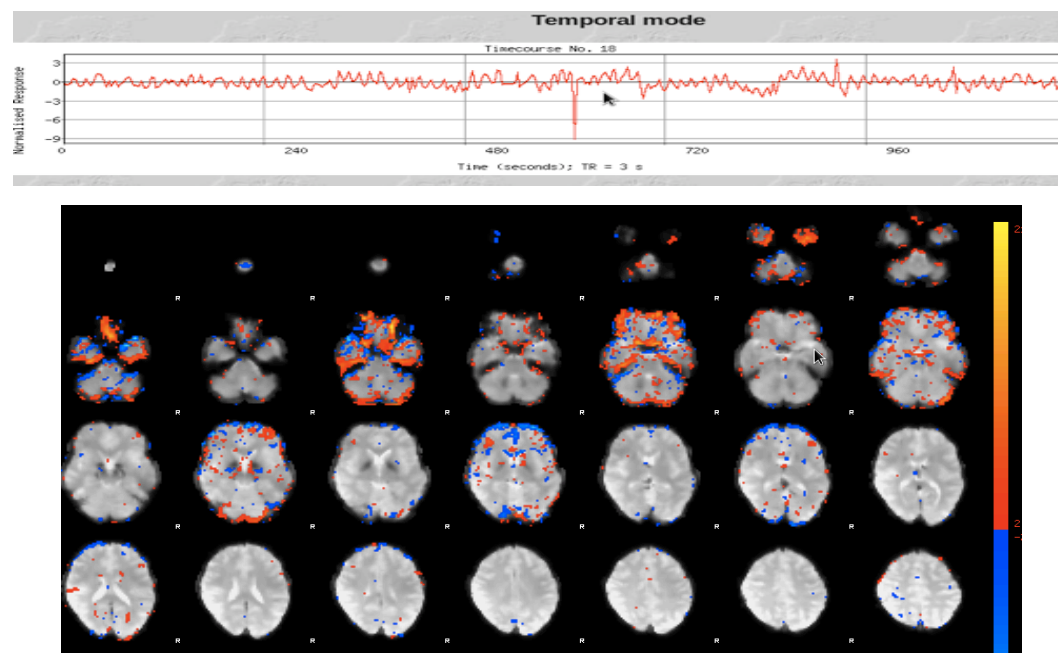 Temporal mode
Timecourse No. 18
Normalised Response
3
0
-3
-6
-9
0 240 480 720 960
Time (seconds); TR = 3 s
R R R R R R
R R R R R R
R R R R R R
R R R R R R
2